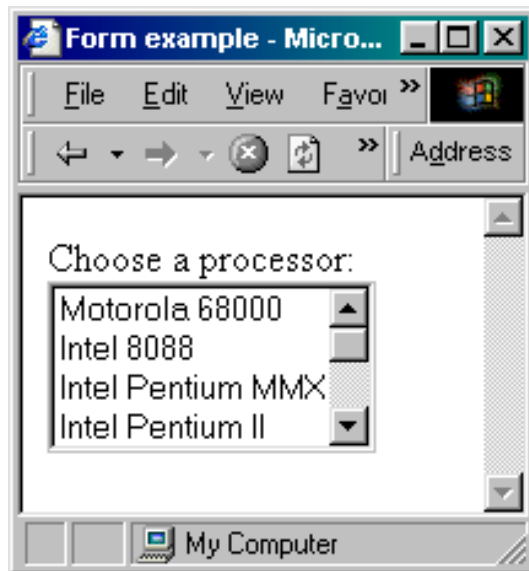 Form example - Micro...
File Edit View Favor »
» Address
Choose a processor:
Motorola 68000
Intel 8088
Intel Pentium MMX
Intel Pentium II
My Computer